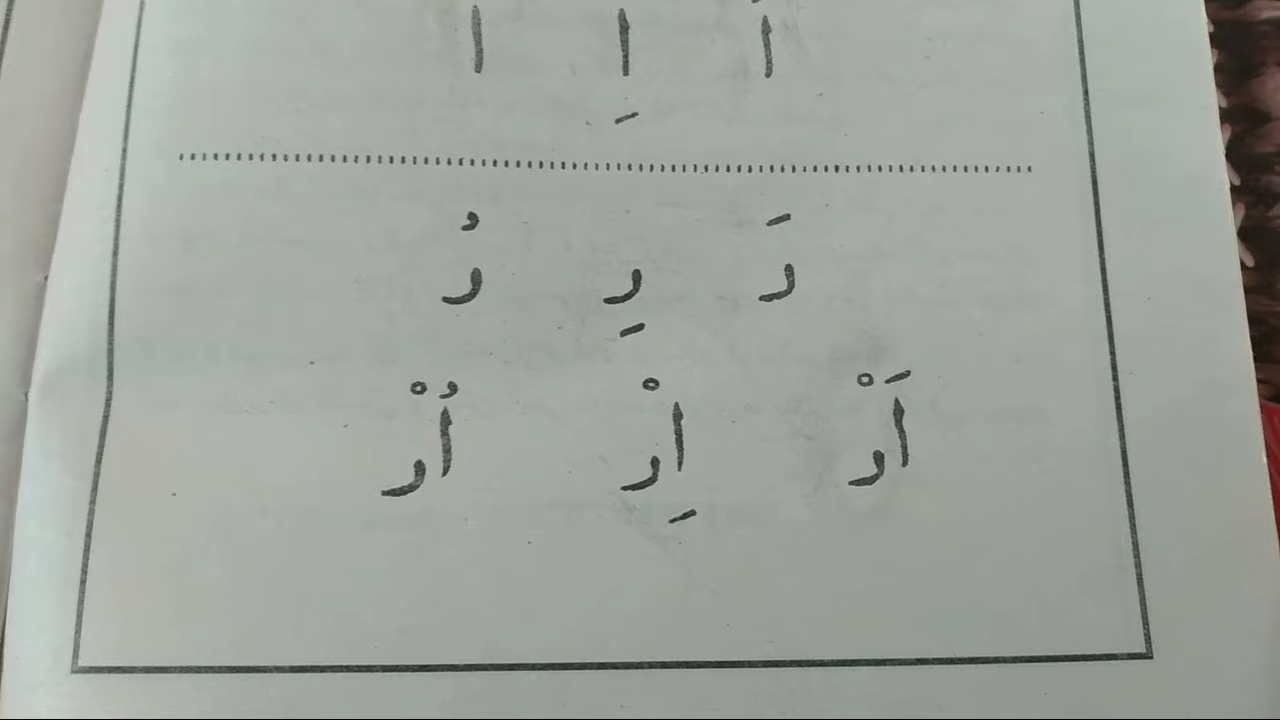 اَ اِ ا
رَ رِ رُ
اَرْ اِرْ اُرْ